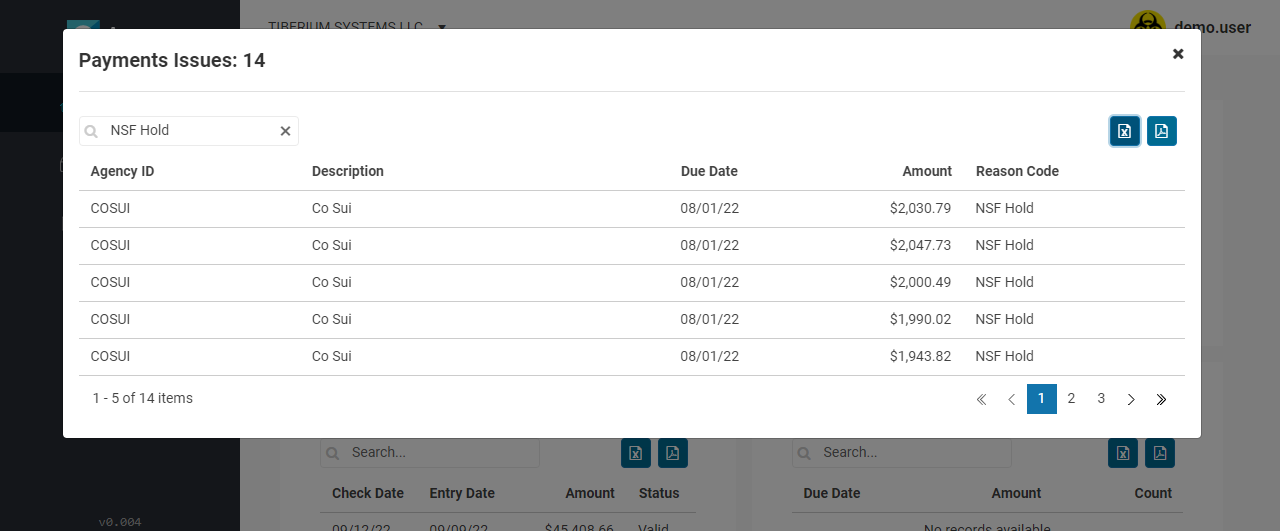 TIBERIUM SYSTEMS LLC
demo.user
Payments Issues: 14
NSF Hold
Agency ID Description Due Date Amount Reason Code
COSUI Co Sui 08/01/22 $2,030.79 NSF Hold
COSUI Co Sui 08/01/22 $2,047.73 NSF Hold
COSUI Co Sui 08/01/22 $2,000.49 NSF Hold
COSUI Co Sui 08/01/22 $1,990.02 NSF Hold
COSUI Co Sui 08/01/22 $1,943.82 NSF Hold
1 - 5 of 14 items 1 2 3
Search... Search...
Check Date Entry Date Amount Status Due Date Amount Count
09/12/22 09/09/22 $45,408.66 Valid No records available
v0.004